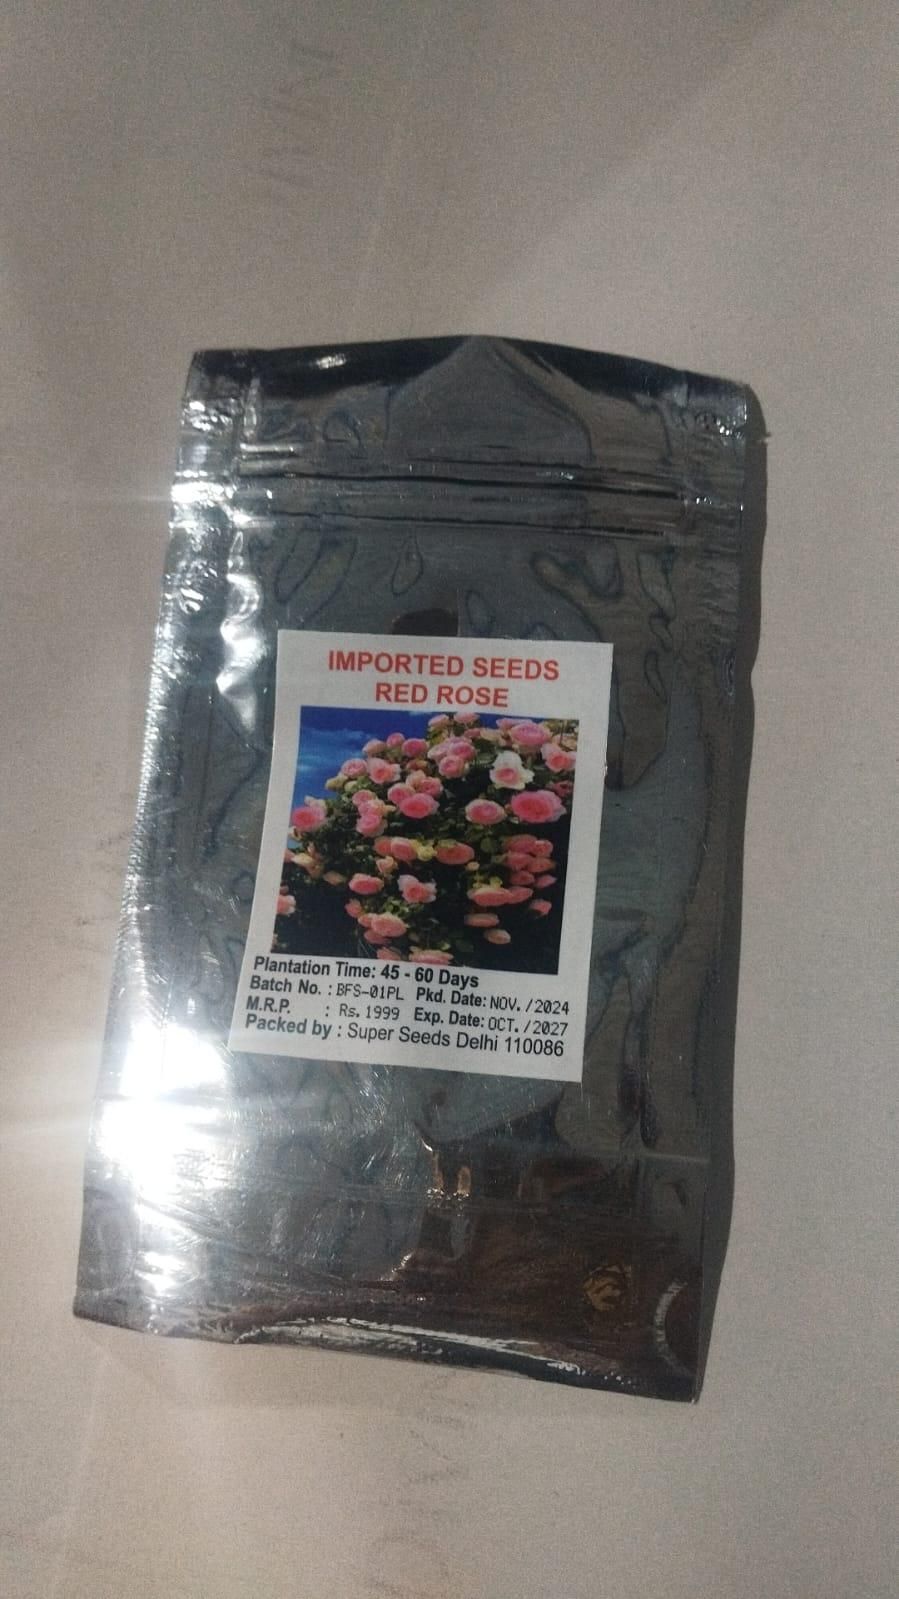 IMPORTED SEEDS
RED ROSE
Plantation Time: 45 - 60 Days
Batch No. : BFS-01PL Pkd. Date: NOV. /2024
M.R.P. : Rs. 1999 Exp. Date: OCT. /2027
Packed by : Super Seeds Delhi 110086